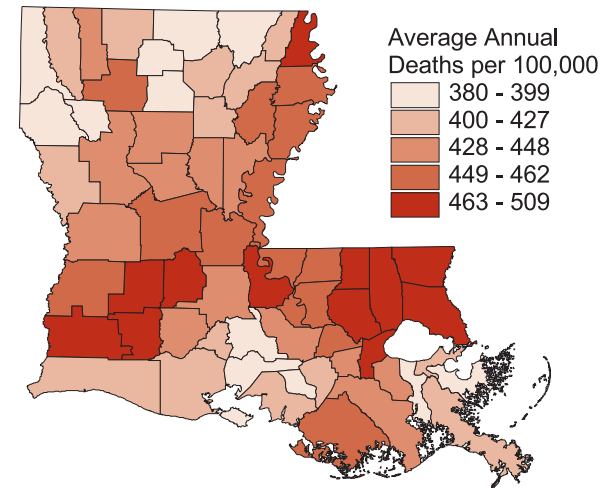 Average Annual
Deaths per 100,000
380 - 399
400 - 427
428 - 448
449 - 462
463 - 509